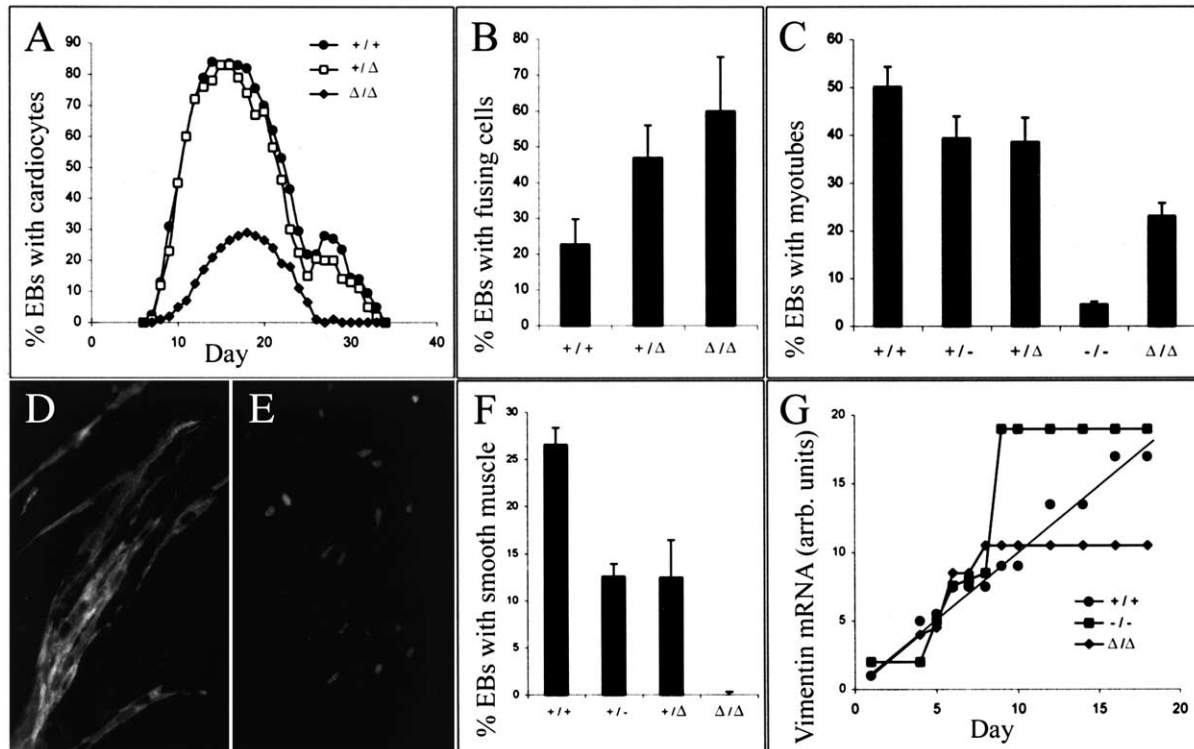 A
% EBs with cardiocytes
90
80
70
60
50
40
30
20
10
0
0 10 20 30 40
Day
+/+
+/Δ
Δ/Δ
B
% EBs with fusing cells
80
70
60
50
40
30
20
10
0
+/+ +/Δ Δ/Δ
C
% EBs with myotubes
60
50
40
30
20
10
0
+/+ +/- +/Δ -/- Δ/Δ
D
E
F
% EBs with smooth muscle
30
25
20
15
10
5
0
+/+ +/- +/Δ Δ/Δ
G
Vimentin mRNA (arrb. units)
20
15
10
5
0
0 5 10 15 20
Day
+/+
-/-
Δ/Δ